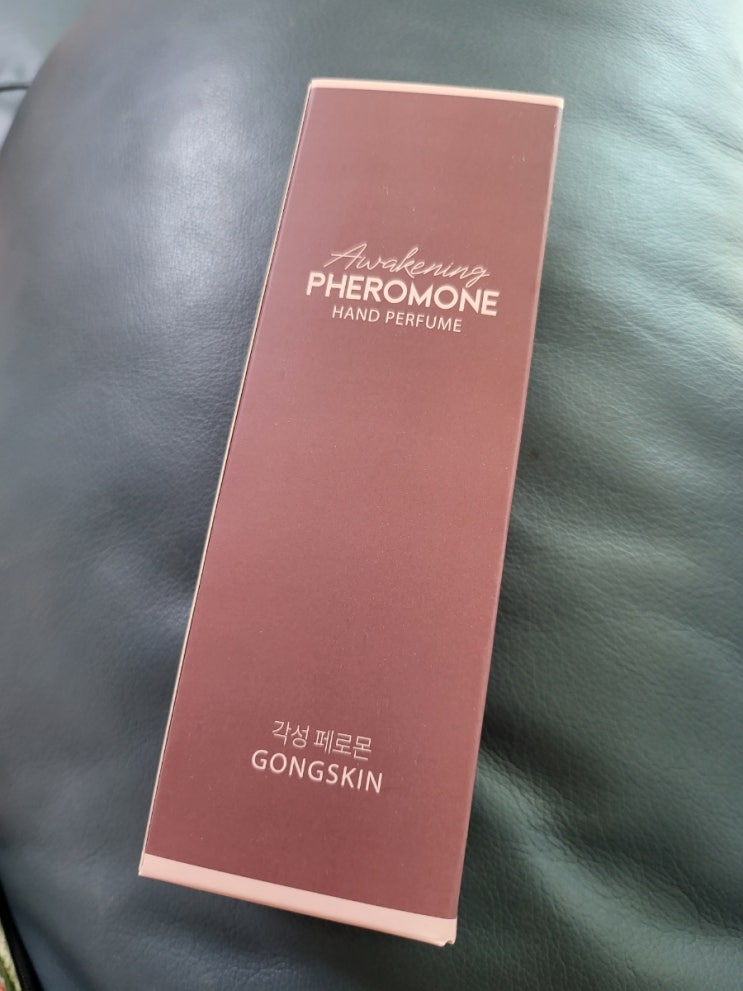 Awakening
PHEROMONE
HAND PERFUME
각성 페로몬
GONGSKIN